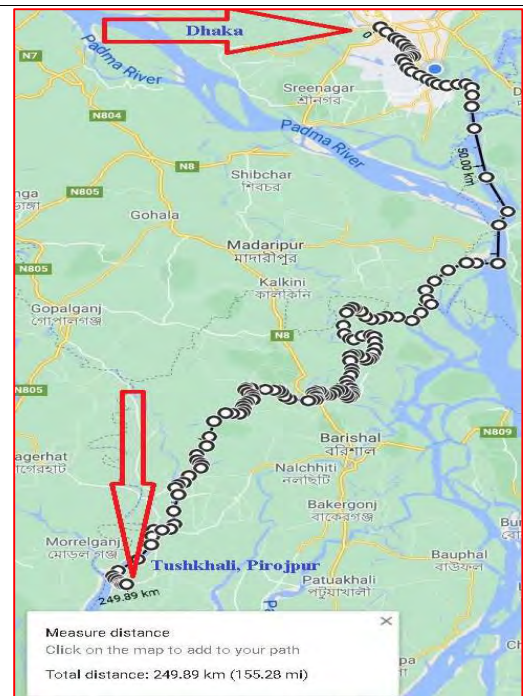 Dhaka
0
Padma River
N7
Sreenagar
শ্রীনগর
N804
Padma River
50.00 km
N8
Shibchar
শিবচর
N805
Gohala
Madaripur
মাদারীপুর
N805
Kalkini
কালকিনি
Gopalganj
গোপালগঞ্জ
N8
N805
Barishal
বরিশাল
N809
agerhat
াগেরহাট
Nalchhiti
নলছিটি
Bakergonj
বাকেরগঞ্জ
Morrelganj
মোড়ল গঞ্জ
Bauphal
বাউফল
Tushkhali, Pirojpur
Patuakhali
পটুয়াখালী
249.89 km
Measure distance
Click on the map to add to your path
Total distance: 249.89 km (155.28 mi)